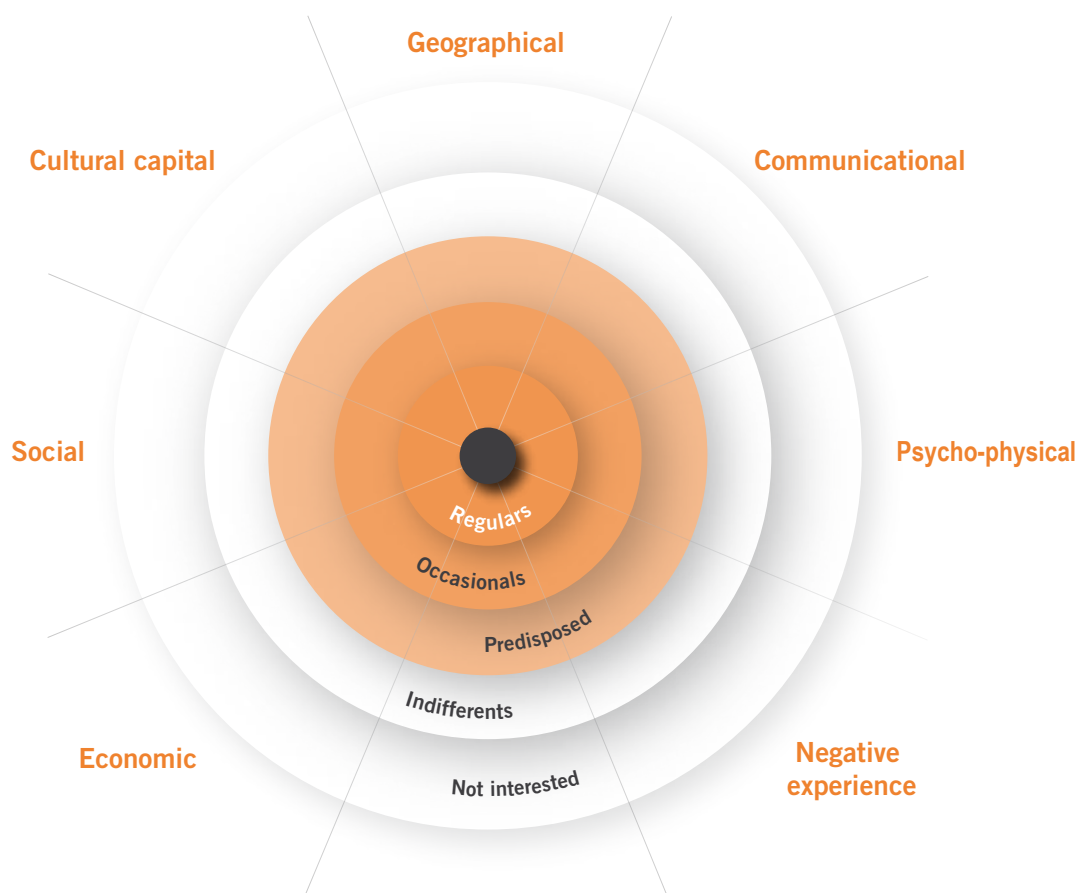 Geographical
Cultural capital
Communicational
Social
Psycho-physical
Regulars
Occasionals
Predisposed
Indifferents
Not interested
Economic
Negative
experience